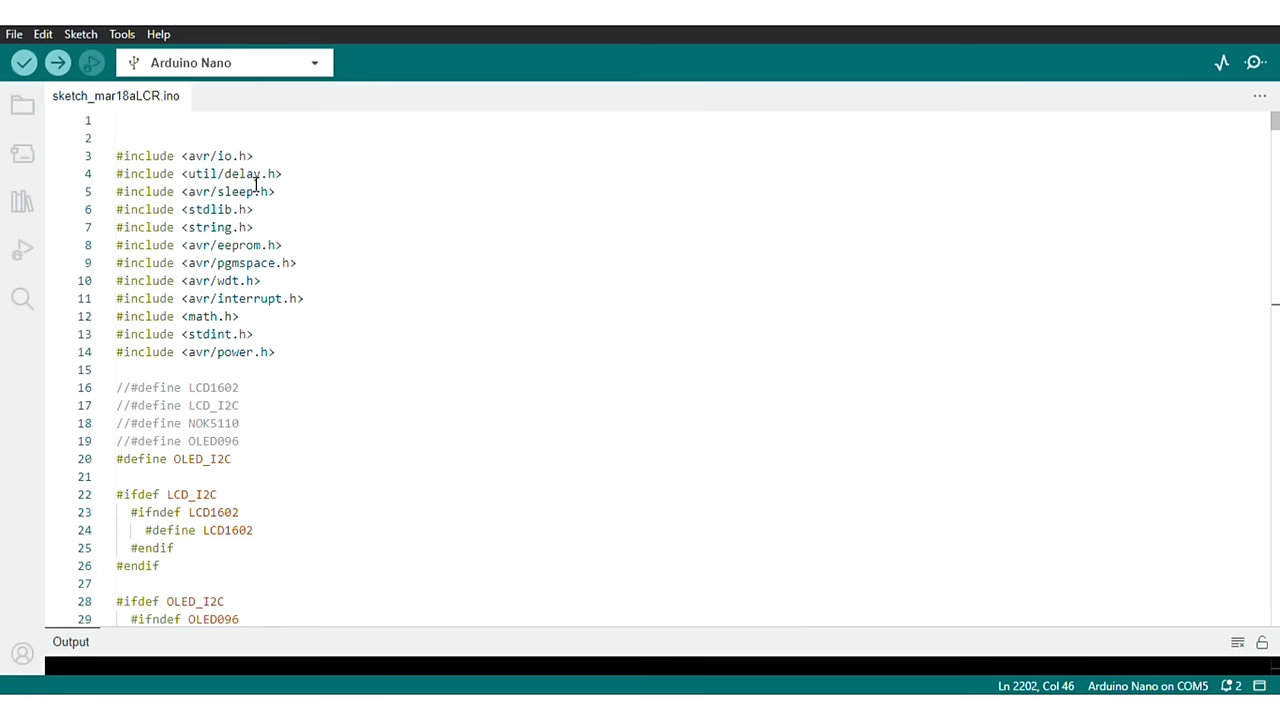 File Edit Sketch Tools Help
Arduino Nano
sketch_mar18aLCR.ino
1
2
3 #include <avr/io.h>
4 #include <util/delay.h>
5 #include <avr/sleep.h>
6 #include <stdlib.h>
7 #include <string.h>
8 #include <avr/eeprom.h>
9 #include <avr/pgmspace.h>
10 #include <avr/wdt.h>
11 #include <avr/interrupt.h>
12 #include <math.h>
13 #include <stdint.h>
14 #include <avr/power.h>
15
16 //#define LCD1602
17 //#define LCD_I2C
18 //#define NOK5110
19 //#define OLED096
20 #define OLED_I2C
21
22 #ifdef LCD_I2C
23 #ifndef LCD1602
24 #define LCD1602
25 #endif
26 #endif
27
28 #ifdef OLED_I2C
29 #ifndef OLED096
Output
Ln 2202, Col 46 Arduino Nano on COM5 2